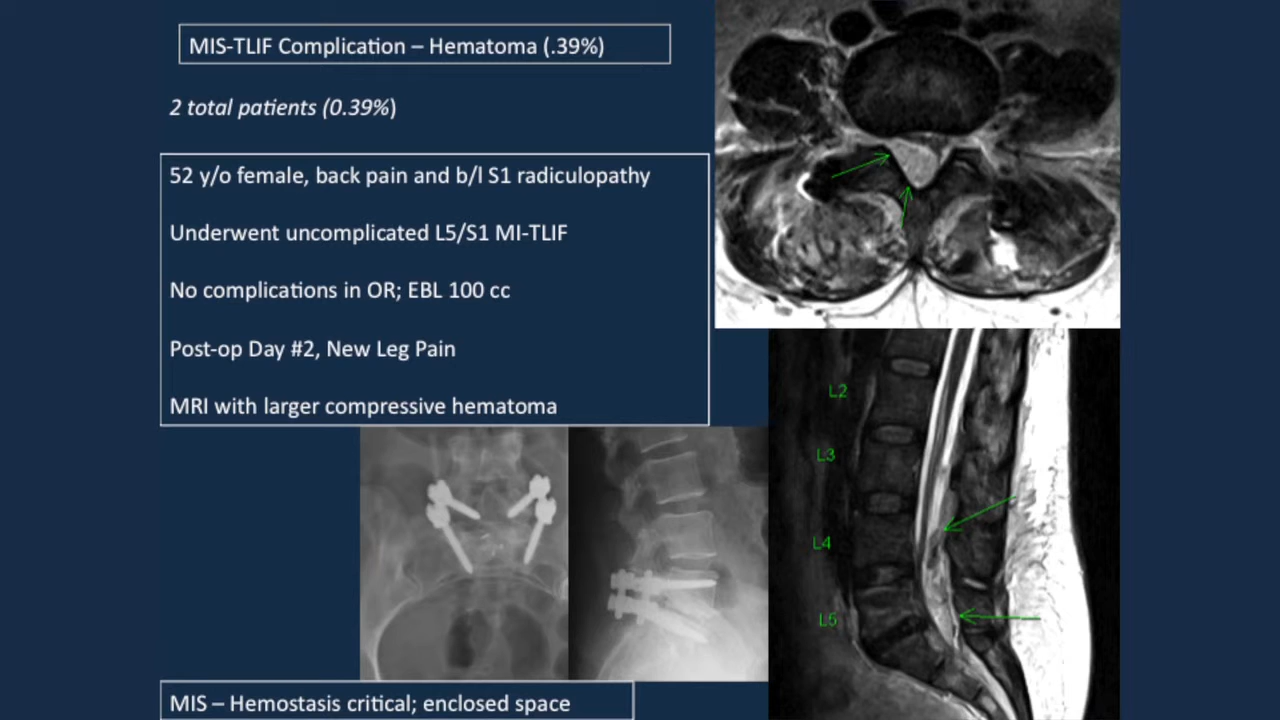 MIS-TLIF Complication – Hematoma (.39%)
2 total patients (0.39%)
52 y/o female, back pain and b/l S1 radiculopathy
Underwent uncomplicated L5/S1 MI-TLIF
No complications in OR; EBL 100 cc
Post-op Day #2, New Leg Pain
MRI with larger compressive hematoma
L2
L3
L4
L5
MIS – Hemostasis critical; enclosed space